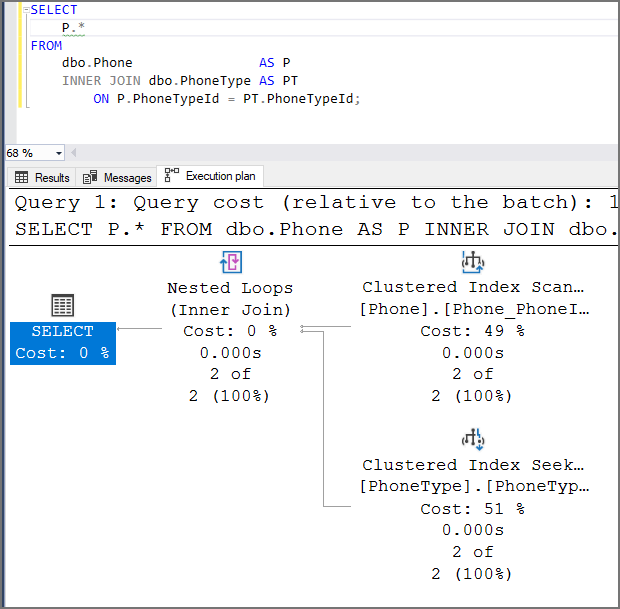 SELECT
P.*
FROM
dbo.Phone AS P
INNER JOIN dbo.PhoneType AS PT
ON P.PhoneTypeId = PT.PhoneTypeId;
68 %
Results Messages Execution plan
Query 1: Query cost (relative to the batch): 1
SELECT P.* FROM dbo.Phone AS P INNER JOIN dbo.
SELECT
Cost: 0 %
Nested Loops
(Inner Join)
Cost: 0 %
0.000s
2 of
2 (100%)
Clustered Index Scan…
[Phone].[Phone_PhoneI…
Cost: 49 %
0.000s
2 of
2 (100%)
Clustered Index Seek…
[PhoneType].[PhoneTyp…
Cost: 51 %
0.000s
2 of
2 (100%)